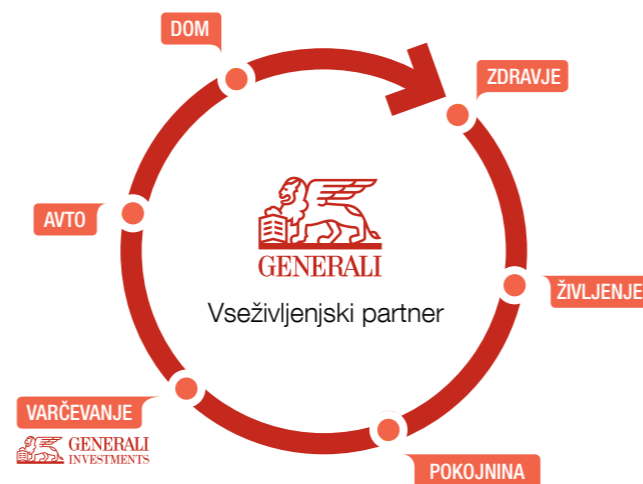 DOM
ZDRAVJE
AVTO
GENERALI
Vseživljenjski partner
ŽIVLJENJE
VARČEVANJE
GENERALI
INVESTMENTS
POKOJNINA